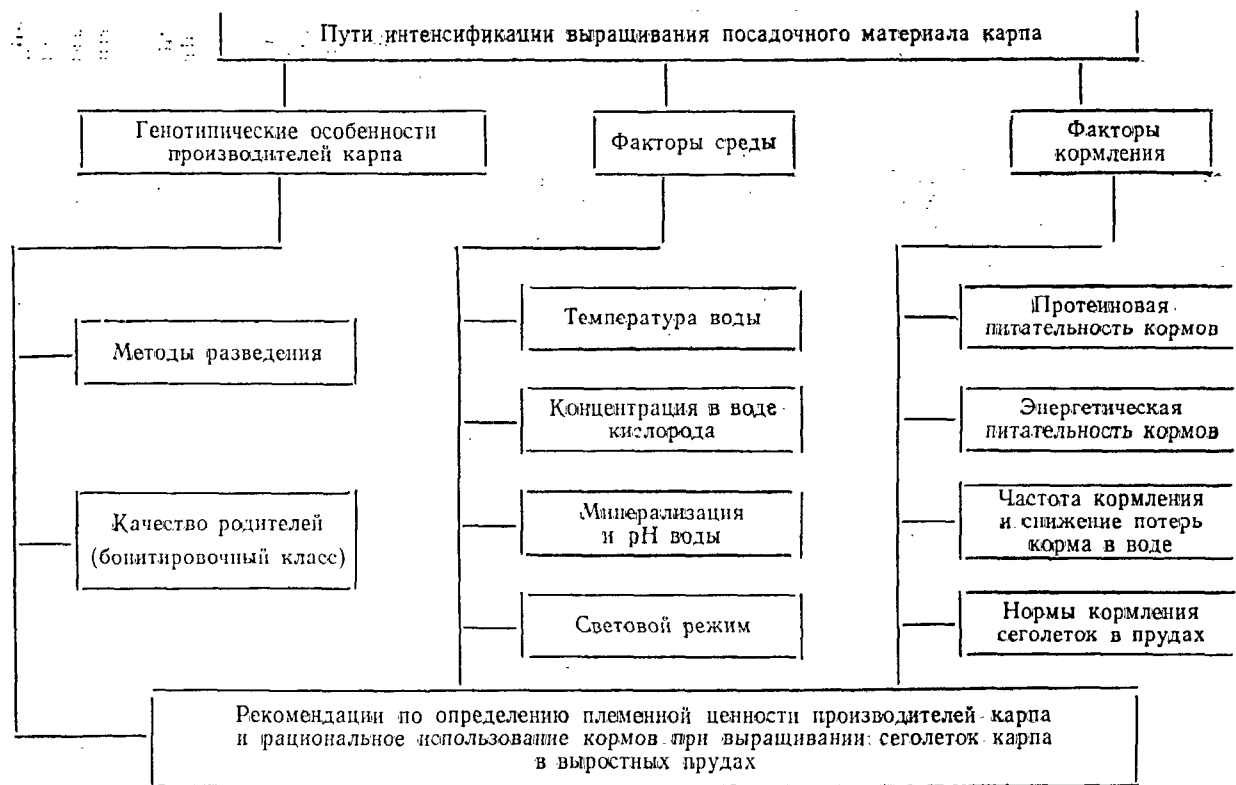 Пути интенсификации выращивания посадочного материала карпа
Генотипические особенности
производителей карпа
Факторы среды
Факторы
кормления
Методы разведения
Качество родителей
(бонитировочный класс)
Температура воды
Концентрация в воде
кислорода
Минерализация
и pH воды
Световой режим
Протеиновая
питательность кормов
Энергетическая
питательность кормов
Частота кормления
и снижение потерь
корма в воде
Нормы кормления
сеголеток в прудах
Рекомендации по определению племенной ценности производителей карпа
и рациональное использование кормов при выращивании сеголеток карпа
в выростных прудах